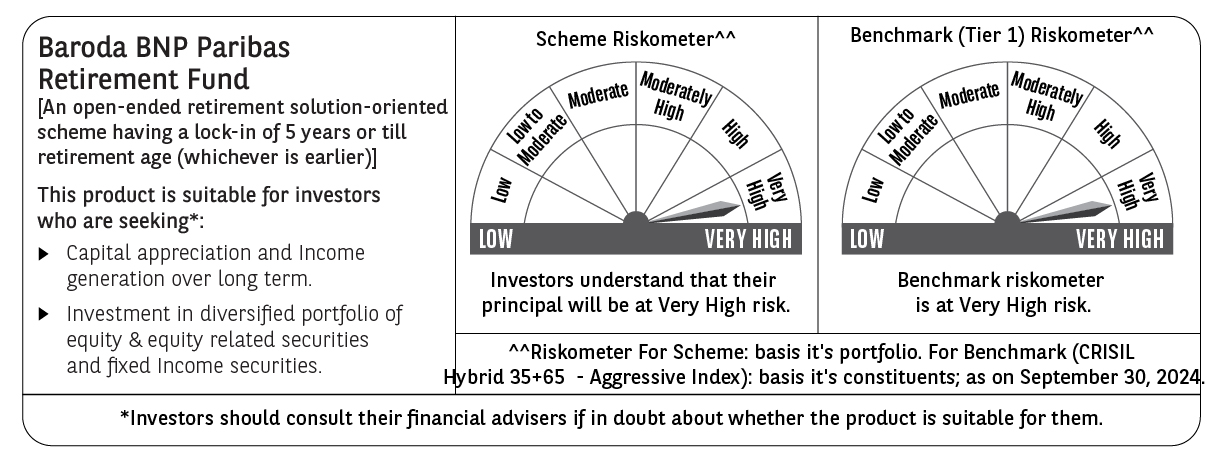 Baroda BNP Paribas
Retirement Fund
[An open-ended retirement solution-oriented
scheme having a lock-in of 5 years or till
retirement age (whichever is earlier)]
This product is suitable for investors
who are seeking*:
Capital appreciation and Income
generation over long term.
Investment in diversified portfolio of
equity & equity related securities
and fixed Income securities.
Scheme Riskometer^^
Low
Low to
Moderate
Moderate
Moderately
High
High
Very
High
LOW VERY HIGH
Investors understand that their
principal will be at Very High risk.
Benchmark (Tier 1) Riskometer^^
Low
Low to
Moderate
Moderate
Moderately
High
High
Very
High
LOW VERY HIGH
Benchmark riskometer
is at Very High risk.
^^Riskometer For Scheme: basis it's portfolio. For Benchmark (CRISIL
Hybrid 35+65 - Aggressive Index): basis it's constituents; as on September 30, 2024.
*Investors should consult their financial advisers if in doubt about whether the product is suitable for them.